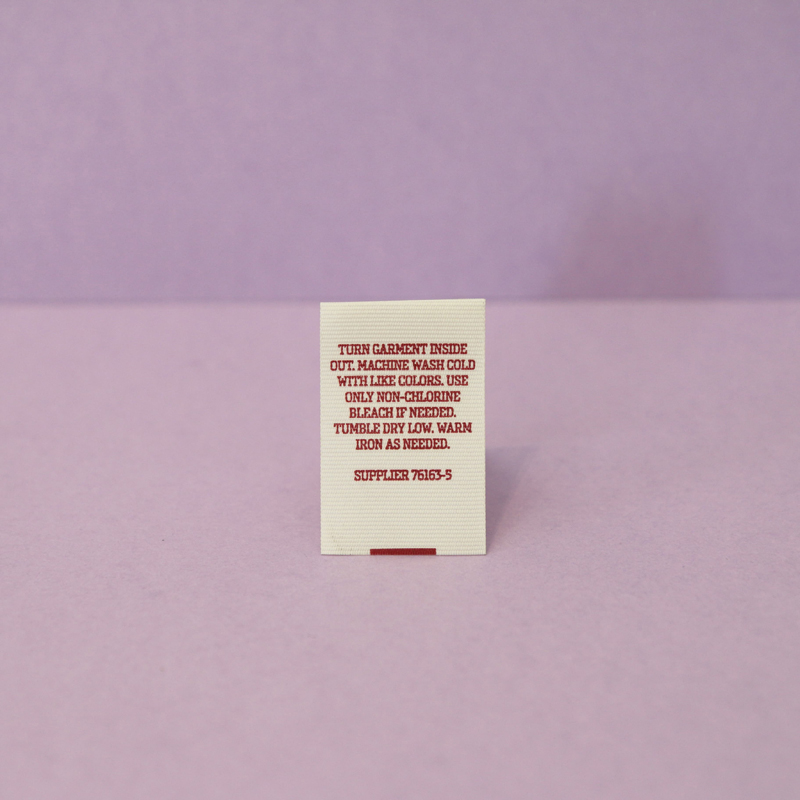 TURN GARMENT INSIDE
OUT. MACHINE WASH COLD
WITH LIKE COLORS. USE
ONLY NON-CHLORINE
BLEACH IF NEEDED.
TUMBLE DRY LOW. WARM
IRON AS NEEDED.
SUPPLIER 76163-5